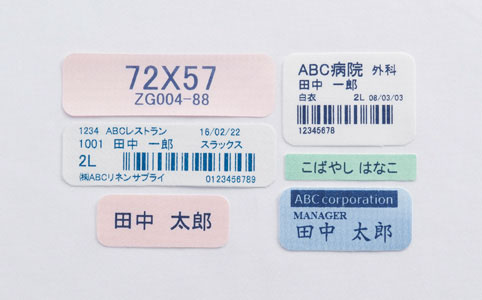 72X57
ZG004-88
ABC病院 外科
田中 一郎
白衣 2L 08/03/03
12345678
1234 ABCレストラン 16/02/22
1001 田中 一郎 スラックス
2L
㈱ABCリネンサプライ 0123456789
こばやし はなこ
田中 太郎
ABC corporation
MANAGER
田中 太郎